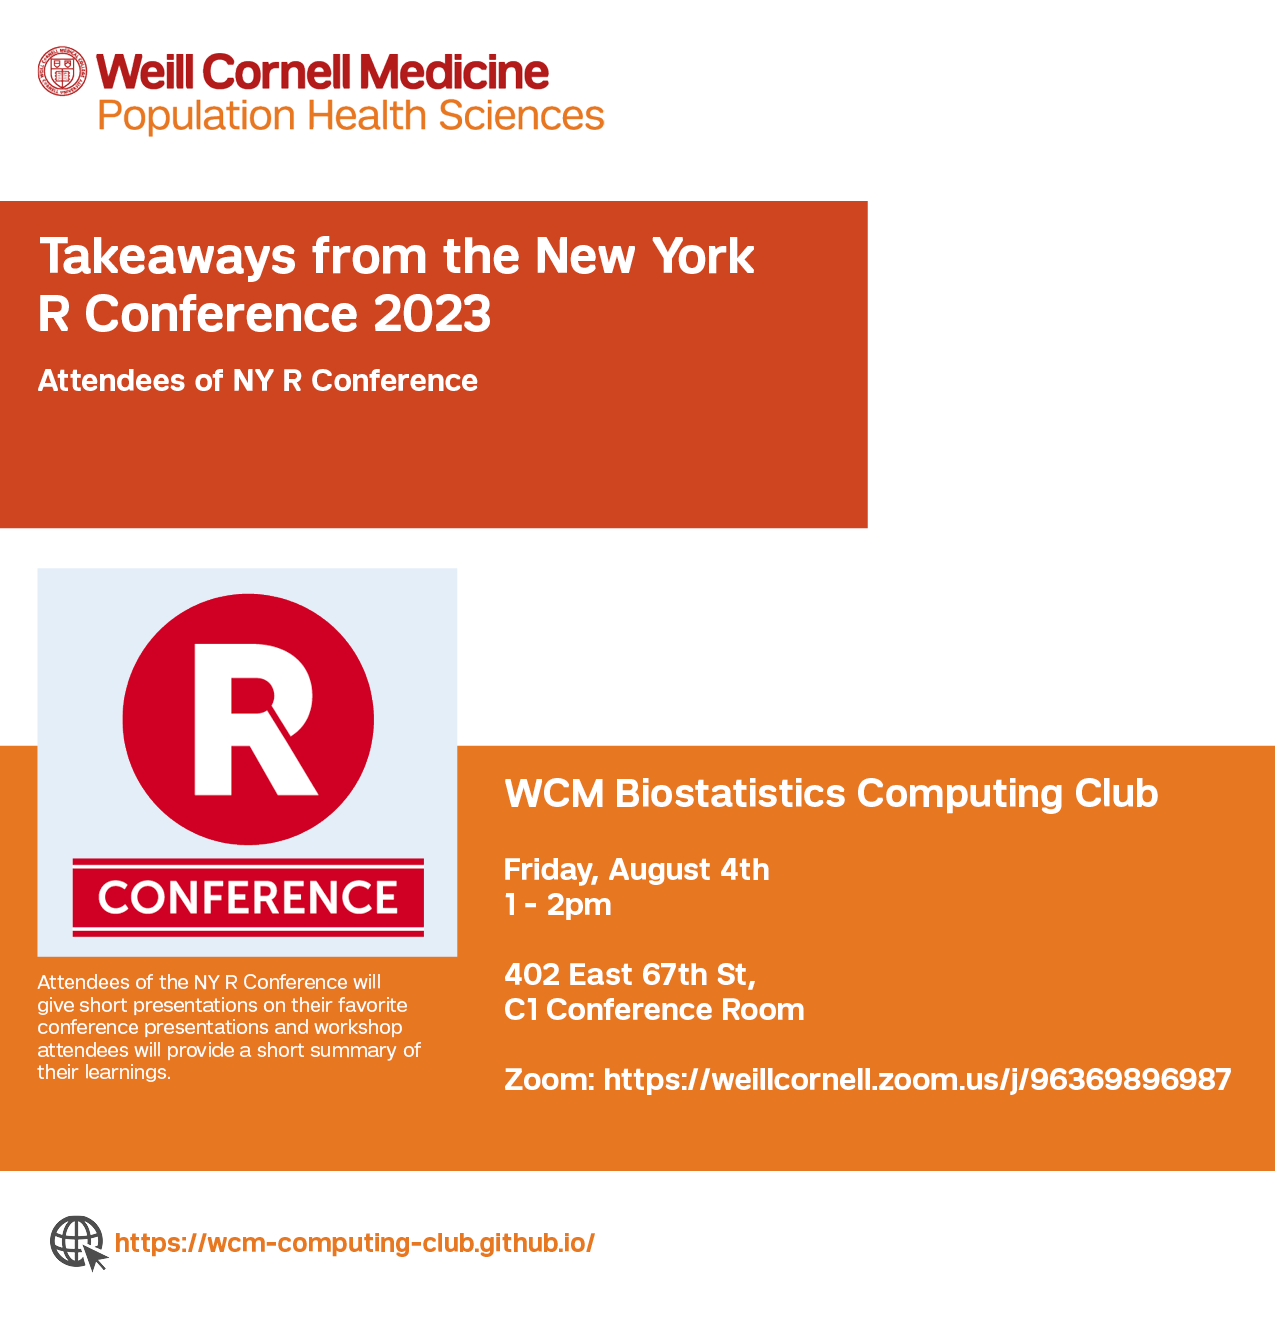 Weill Cornell Medicine
Population Health Sciences
Takeaways from the New York
R Conference 2023
Attendees of NY R Conference
R
CONFERENCE
Attendees of the NY R Conference will
give short presentations on their favorite
conference presentations and workshop
attendees will provide a short summary of
their learnings.
WCM Biostatistics Computing Club
Friday, August 4th
1 - 2pm
402 East 67th St,
C1 Conference Room
Zoom: https://weillcornell.zoom.us/j/96369896987
https://wcm-computing-club.github.io/